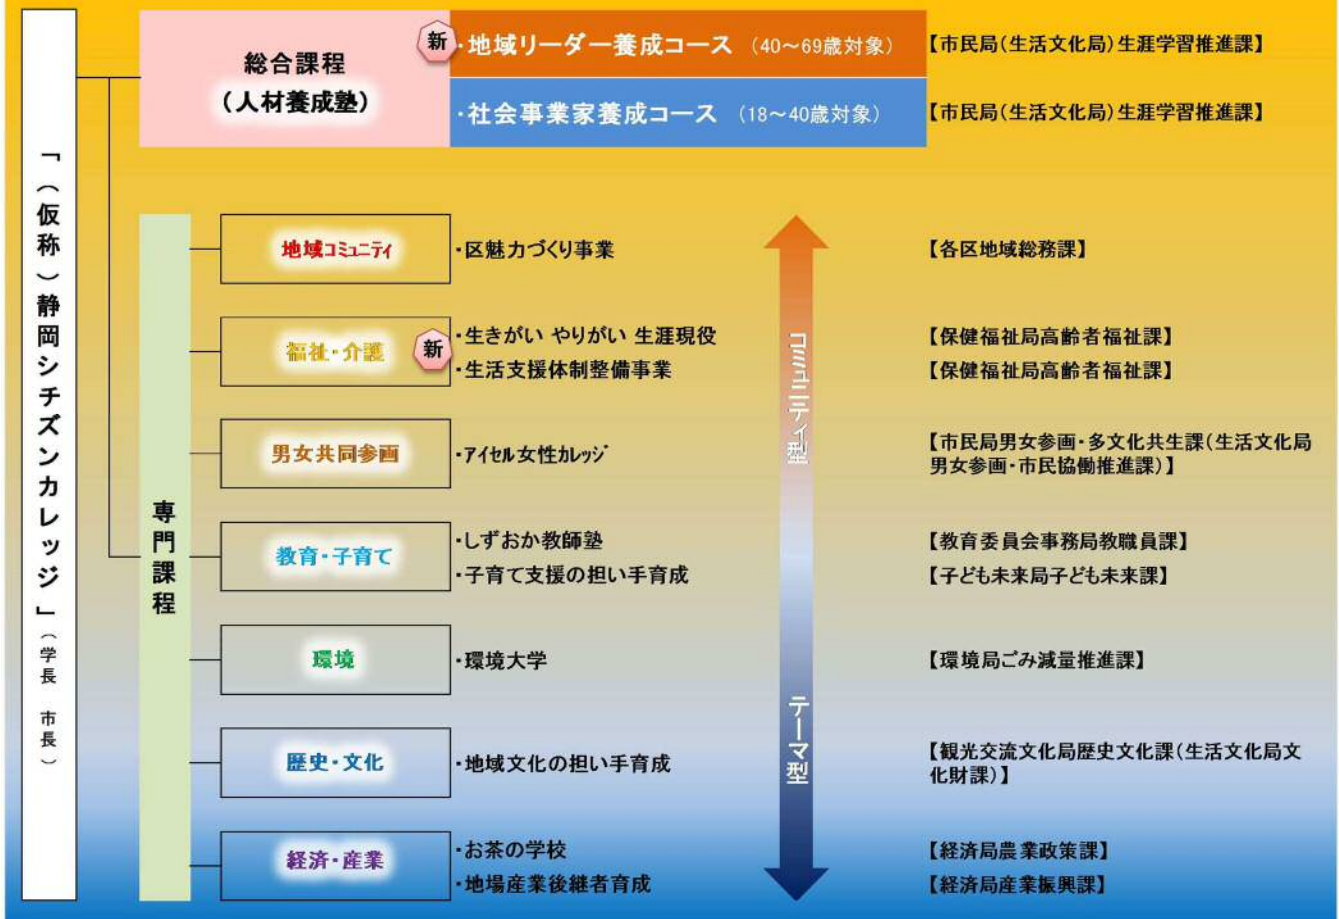 「（仮称）静岡シチズンカレッジ」（学長　市長）
総合課程
（人材養成塾）
新
・地域リーダー養成コース （40～69歳対象）
【市民局（生活文化局）生涯学習推進課】
・社会事業家養成コース （18～40歳対象）
【市民局（生活文化局）生涯学習推進課】
専門課程
地域コミュニティ
・区魅力づくり事業
【各区地域総務課】
福祉・介護
新
・生きがい やりがい 生涯現役
【保健福祉局高齢者福祉課】
・生活支援体制整備事業
【保健福祉局高齢者福祉課】
男女共同参画
・アイセル女性カレッジ
【市民局男女参画・多文化共生課（生活文化局
男女参画・市民協働推進課）】
教育・子育て
・しずおか教師塾
【教育委員会事務局教職員課】
・子育て支援の担い手育成
【子ども未来局子ども未来課】
環境
・環境大学
【環境局ごみ減量推進課】
歴史・文化
・地域文化の担い手育成
【観光交流文化局歴史文化課（生活文化局文
化財課）】
経済・産業
・お茶の学校
【経済局農業政策課】
・地場産業後継者育成
【経済局産業振興課】
コミュニティ型
テーマ型